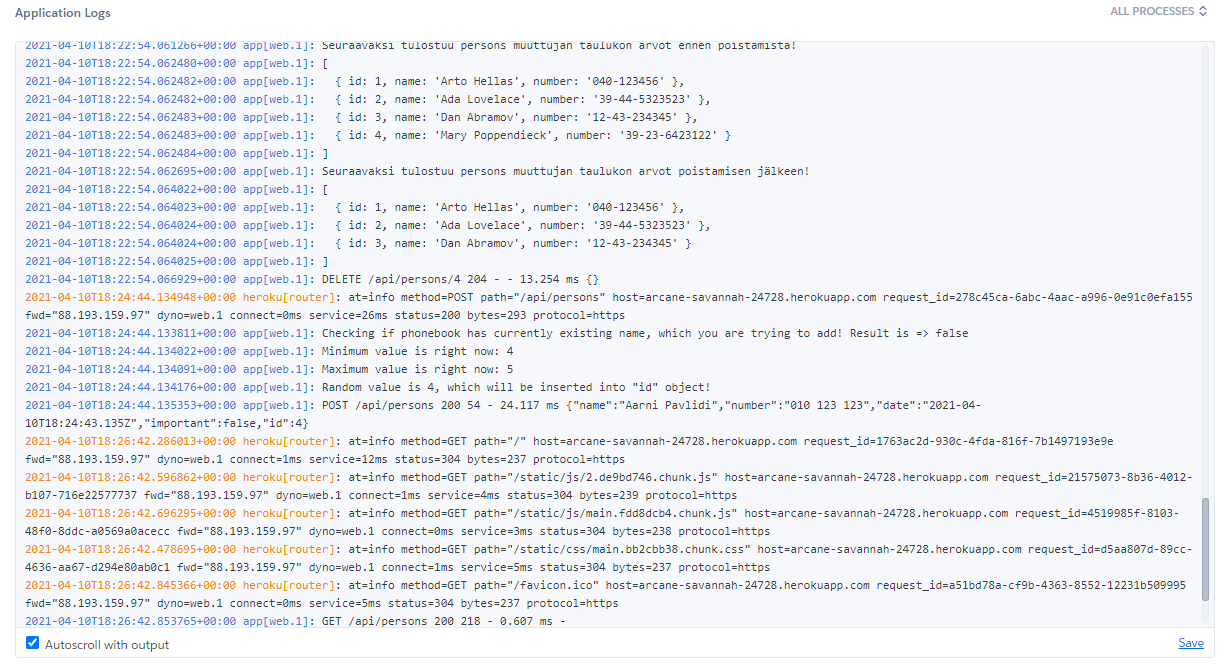 Application Logs
ALL PROCESSES
2021-04-10T18:22:54.061266+00:00 app[web.1]: Seuraavaksi tulostuu persons muuttujan taulukon arvot ennen poistamista!
2021-04-10T18:22:54.062480+00:00 app[web.1]: [
2021-04-10T18:22:54.062482+00:00 app[web.1]:   { id: 1, name: 'Arto Hellas', number: '040-123456' },
2021-04-10T18:22:54.062482+00:00 app[web.1]:   { id: 2, name: 'Ada Lovelace', number: '39-44-5323523' },
2021-04-10T18:22:54.062483+00:00 app[web.1]:   { id: 3, name: 'Dan Abramov', number: '12-43-234345' },
2021-04-10T18:22:54.062483+00:00 app[web.1]:   { id: 4, name: 'Mary Poppendieck', number: '39-23-6423122' }
2021-04-10T18:22:54.062484+00:00 app[web.1]: ]
2021-04-10T18:22:54.062695+00:00 app[web.1]: Seuraavaksi tulostuu persons muuttujan taulukon arvot poistamisen jälkeen!
2021-04-10T18:22:54.064022+00:00 app[web.1]: [
2021-04-10T18:22:54.064023+00:00 app[web.1]:   { id: 1, name: 'Arto Hellas', number: '040-123456' },
2021-04-10T18:22:54.064024+00:00 app[web.1]:   { id: 2, name: 'Ada Lovelace', number: '39-44-5323523' },
2021-04-10T18:22:54.064024+00:00 app[web.1]:   { id: 3, name: 'Dan Abramov', number: '12-43-234345' }
2021-04-10T18:22:54.064025+00:00 app[web.1]: ]
2021-04-10T18:22:54.066929+00:00 app[web.1]: DELETE /api/persons/4 204 - - 13.254 ms {}
2021-04-10T18:24:44.134948+00:00 heroku[router]: at=info method=POST path="/api/persons" host=arcane-savannah-24728.herokuapp.com request_id=278c45ca-6abc-4aac-a996-0e91c0efa155
fwd="88.193.159.97" dyno=web.1 connect=0ms service=26ms status=200 bytes=293 protocol=https
2021-04-10T18:24:44.133811+00:00 app[web.1]: Checking if phonebook has currently existing name, which you are trying to add! Result is => false
2021-04-10T18:24:44.134022+00:00 app[web.1]: Minimum value is right now: 4
2021-04-10T18:24:44.134091+00:00 app[web.1]: Maximum value is right now: 5
2021-04-10T18:24:44.134176+00:00 app[web.1]: Random value is 4, which will be inserted into "id" object!
2021-04-10T18:24:44.135353+00:00 app[web.1]: POST /api/persons 200 54 - 24.117 ms {"name":"Aarni Pavlidi","number":"010 123 123","date":"2021-04-
10T18:24:43.135Z","important":false,"id":4}
2021-04-10T18:26:42.286013+00:00 heroku[router]: at=info method=GET path="/" host=arcane-savannah-24728.herokuapp.com request_id=1763ac2d-930c-4fda-816f-7b1497193e9e
fwd="88.193.159.97" dyno=web.1 connect=1ms service=12ms status=304 bytes=237 protocol=https
2021-04-10T18:26:42.596862+00:00 heroku[router]: at=info method=GET path="/static/js/2.de9bd746.chunk.js" host=arcane-savannah-24728.herokuapp.com request_id=21575073-8b36-4012-
b107-716e22577737 fwd="88.193.159.97" dyno=web.1 connect=1ms service=4ms status=304 bytes=239 protocol=https
2021-04-10T18:26:42.696295+00:00 heroku[router]: at=info method=GET path="/static/js/main.fdd8dcb4.chunk.js" host=arcane-savannah-24728.herokuapp.com request_id=4519985f-8103-
48f0-8ddc-a0569a0acecc fwd="88.193.159.97" dyno=web.1 connect=0ms service=3ms status=304 bytes=238 protocol=https
2021-04-10T18:26:42.478695+00:00 heroku[router]: at=info method=GET path="/static/css/main.bb2cbb38.chunk.css" host=arcane-savannah-24728.herokuapp.com request_id=d5aa807d-89cc-
4636-aa67-d294e80ab0c1 fwd="88.193.159.97" dyno=web.1 connect=1ms service=5ms status=304 bytes=237 protocol=https
2021-04-10T18:26:42.845366+00:00 heroku[router]: at=info method=GET path="/favicon.ico" host=arcane-savannah-24728.herokuapp.com request_id=a51bd78a-cf9b-4363-8552-12231b509995
fwd="88.193.159.97" dyno=web.1 connect=0ms service=5ms status=304 bytes=237 protocol=https
2021-04-10T18:26:42.853765+00:00 app[web.1]: GET /api/persons 200 218 - 0.607 ms -
Autoscroll with output
Save